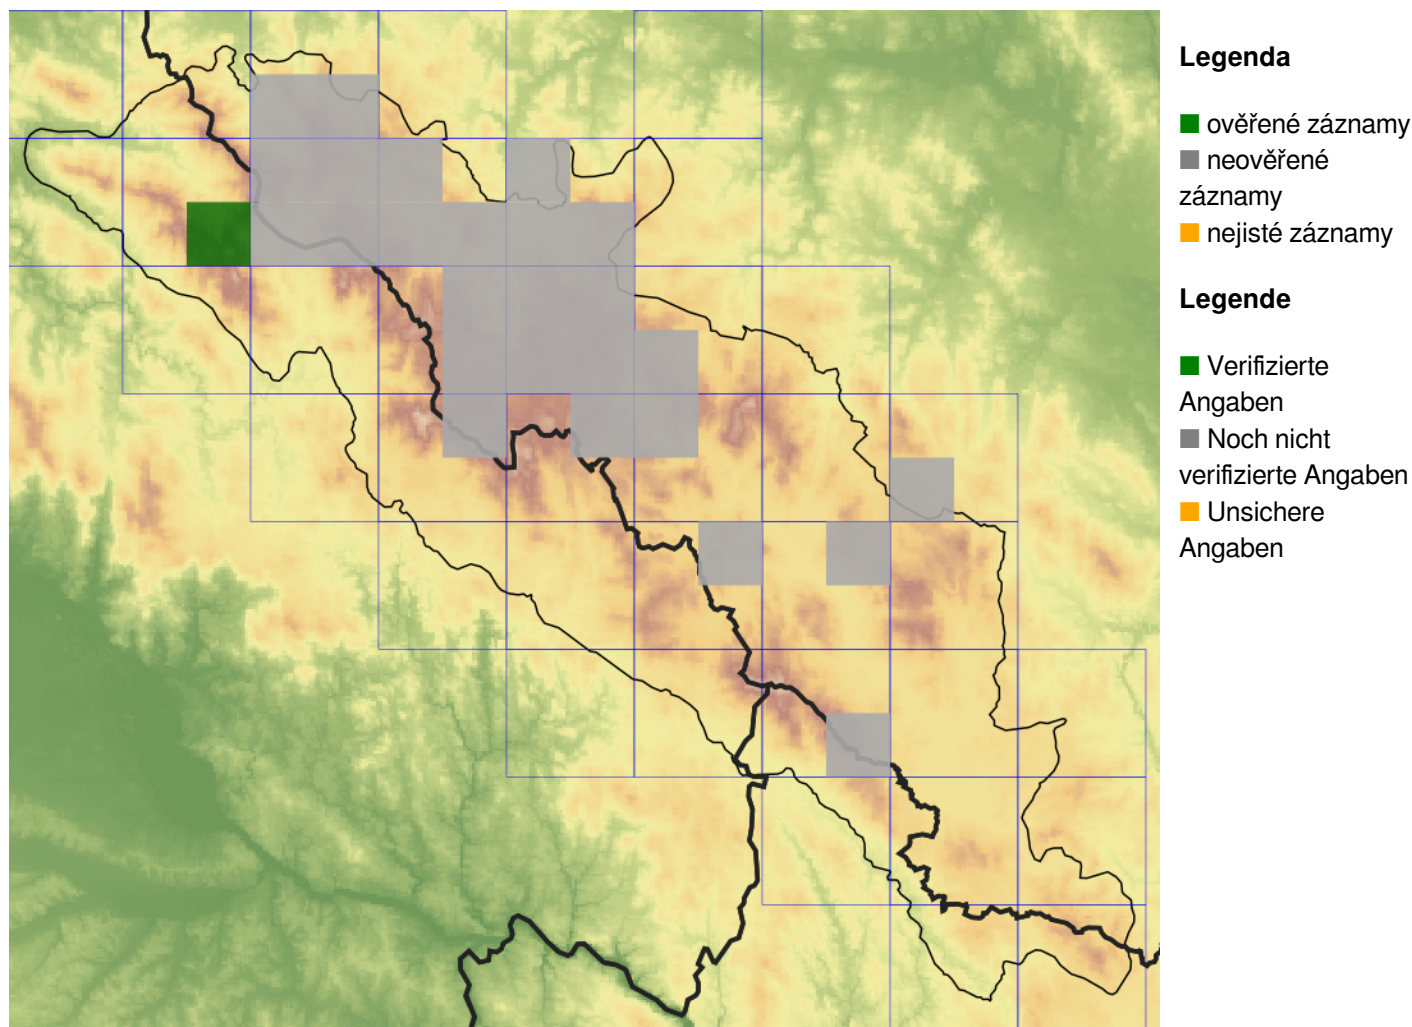 Legenda
ověřené záznamy
neověřené
záznamy
nejisté záznamy
Legende
Verifizierte
Angaben
Noch nicht
verifizierte Angaben
Unsichere
Angaben